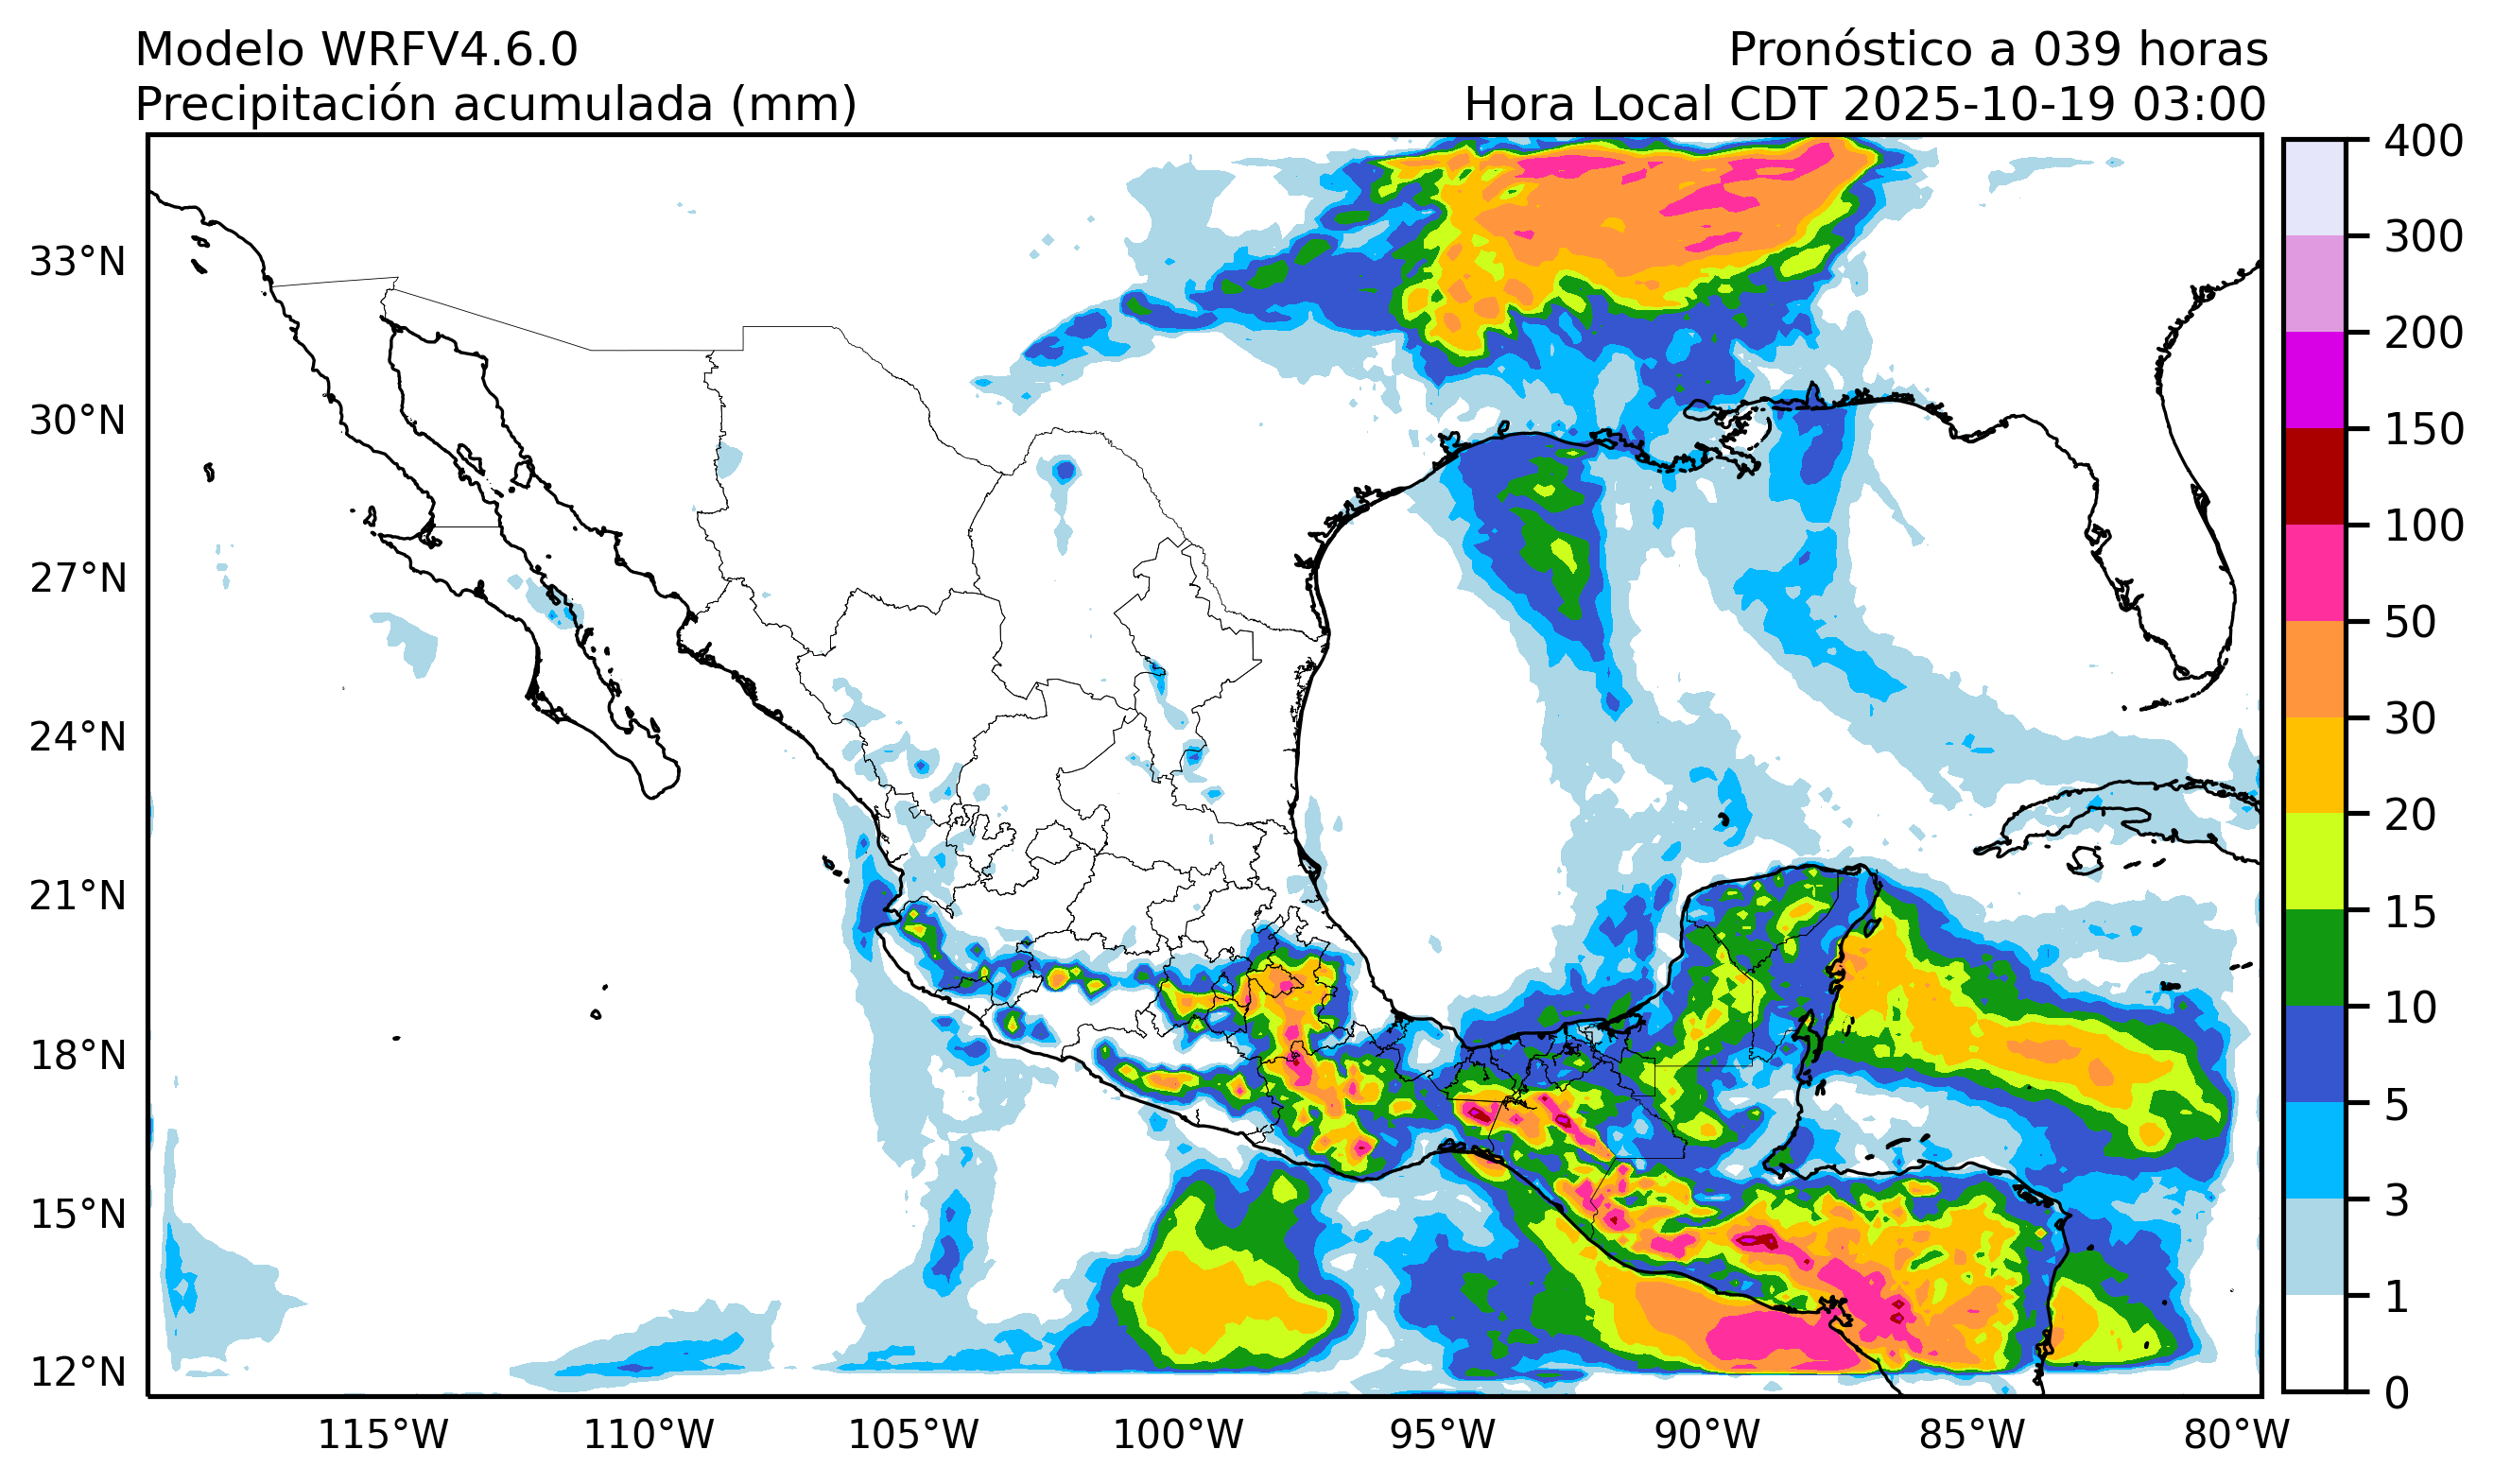 Modelo WRFV4.6.0
Pronóstico a 039 horas
Precipitación acumulada (mm)
Hora Local CDT 2025-10-19 03:00
33°N
30°N
27°N
24°N
21°N
18°N
15°N
12°N
115°W
110°W
105°W
100°W
95°W
90°W
85°W
80°W
400
300
200
150
100
50
30
20
15
10
5
3
1
0